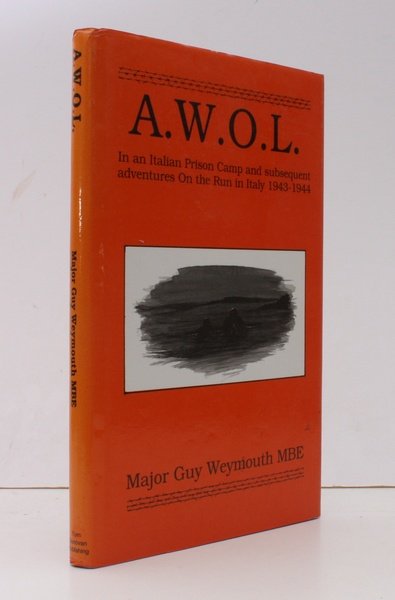 A.W.O.L.
In an Italian Prison Camp and subsequent
adventures On the Run in Italy 1943-1944
Major Guy Weymouth MBE
A.W.O.L.
Major Guy Weymouth MBE